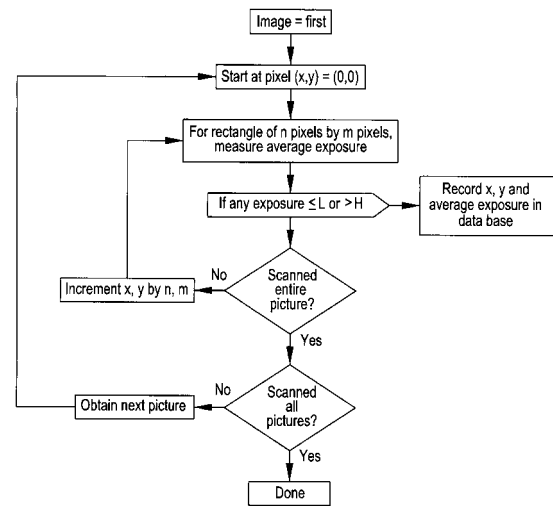 Image = first
Start at pixel (x,y) = (0,0)
For rectangle of n pixels by m pixels,
measure average exposure
If any exposure ≤ L or > H
Record x, y and
average exposure in
data base
Scanned
entire
picture?
No
Increment x, y by n, m
Yes
Scanned
all
pictures?
No
Obtain next picture
Yes
Done